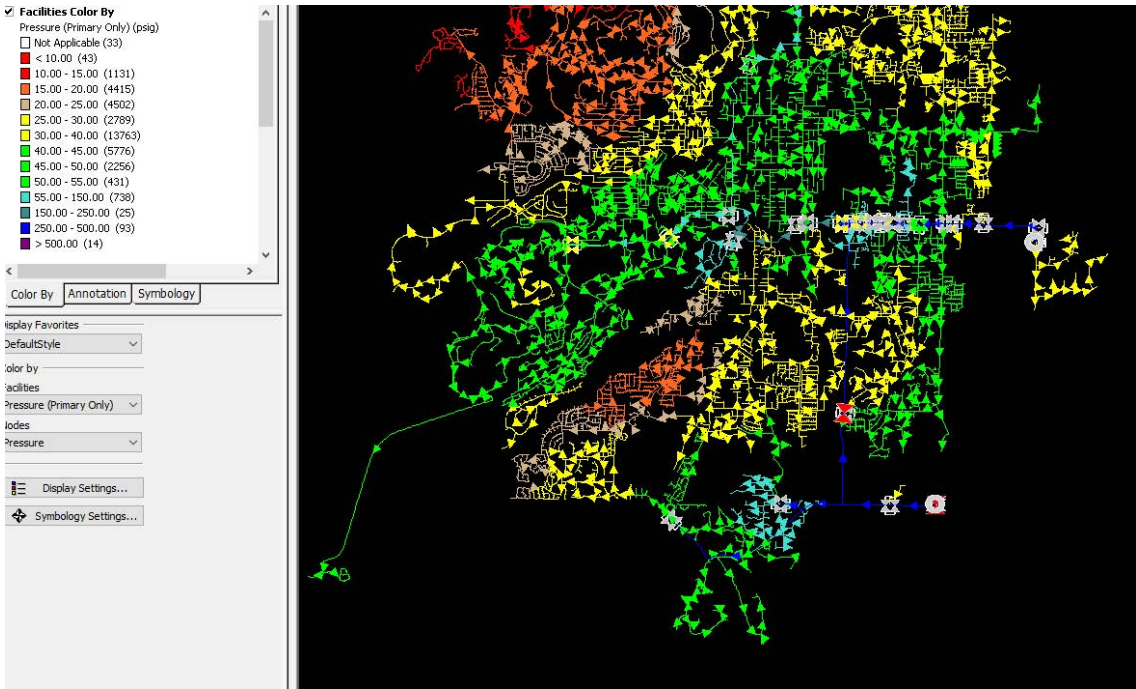 Facilities Color By
Pressure (Primary Only) (psig)
Not Applicable (33)
< 10.00 (43)
10.00 - 15.00 (1131)
15.00 - 20.00 (4415)
20.00 - 25.00 (4502)
25.00 - 30.00 (2789)
30.00 - 40.00 (13763)
40.00 - 45.00 (5776)
45.00 - 50.00 (2256)
50.00 - 55.00 (431)
55.00 - 150.00 (738)
150.00 - 250.00 (25)
250.00 - 500.00 (93)
> 500.00 (14)
Color By Annotation Symbology
Display Favorites
DefaultStyle
Color by
Facilities
Pressure (Primary Only)
Nodes
Pressure
Display Settings...
Symbology Settings...